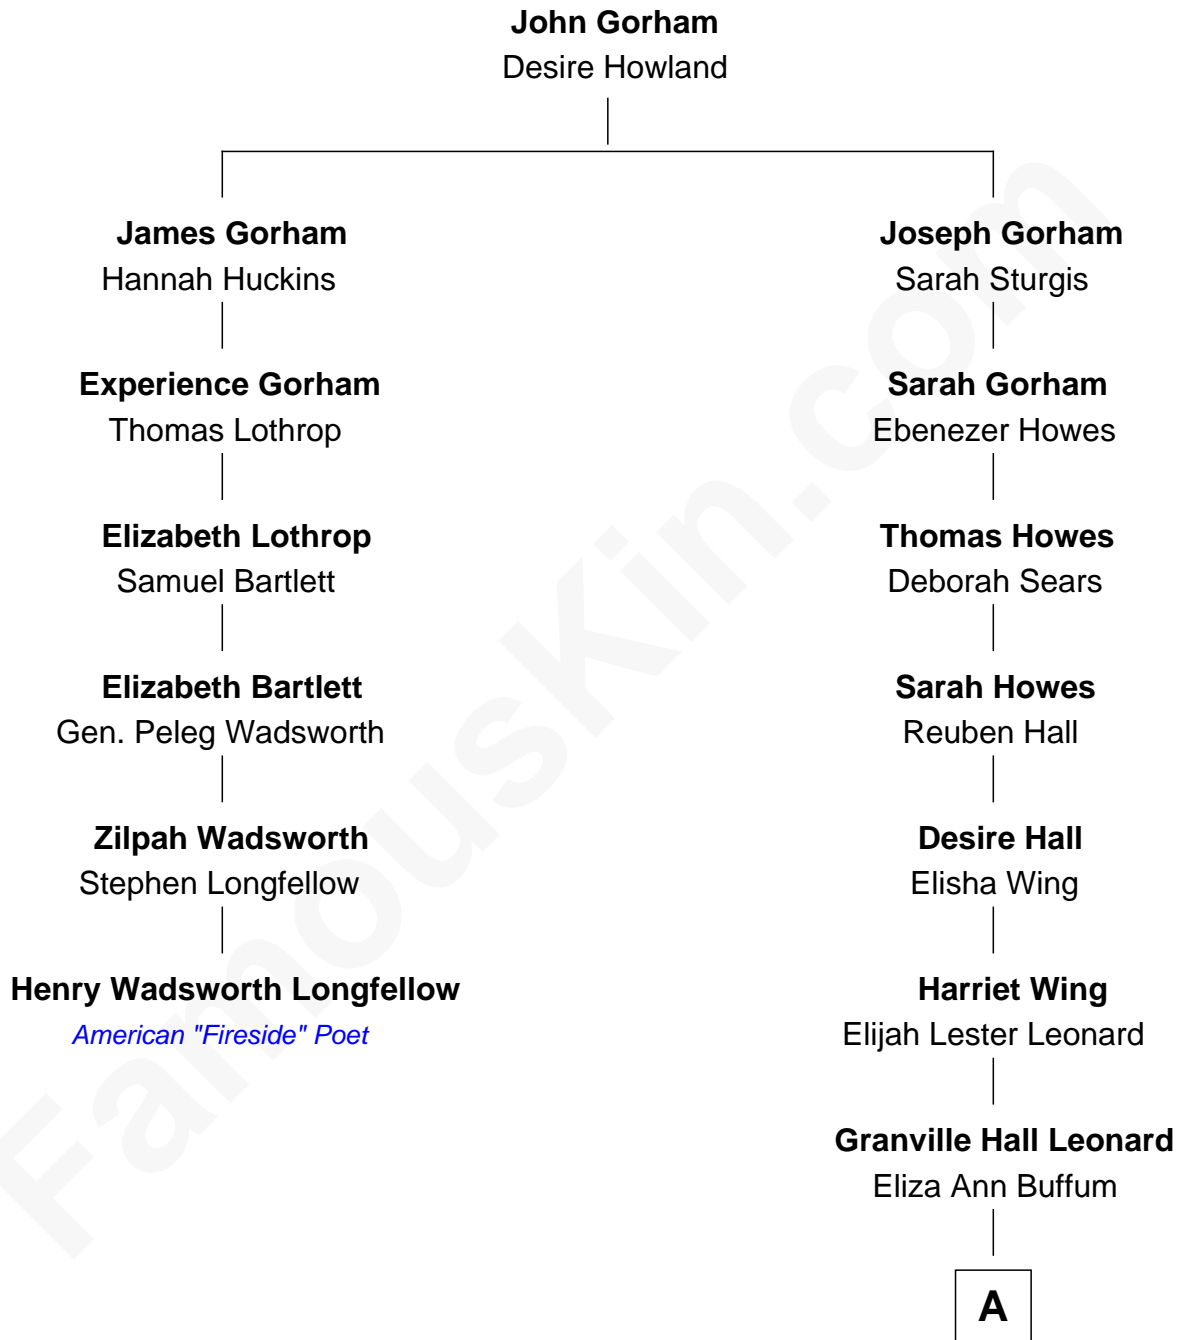 John Gorham
Desire Howland
James Gorham
Hannah Huckins
Experience Gorham
Thomas Lothrop
Elizabeth Lothrop
Samuel Bartlett
Elizabeth Bartlett
Gen. Peleg Wadsworth
Zilpah Wadsworth
Stephen Longfellow
Henry Wadsworth Longfellow
American "Fireside" Poet
Joseph Gorham
Sarah Sturgis
Sarah Gorham
Ebenezer Howes
Thomas Howes
Deborah Sears
Sarah Howes
Reuben Hall
Desire Hall
Elisha Wing
Harriet Wing
Elijah Lester Leonard
Granville Hall Leonard
Eliza Ann Buffum
A
FamousKin.com